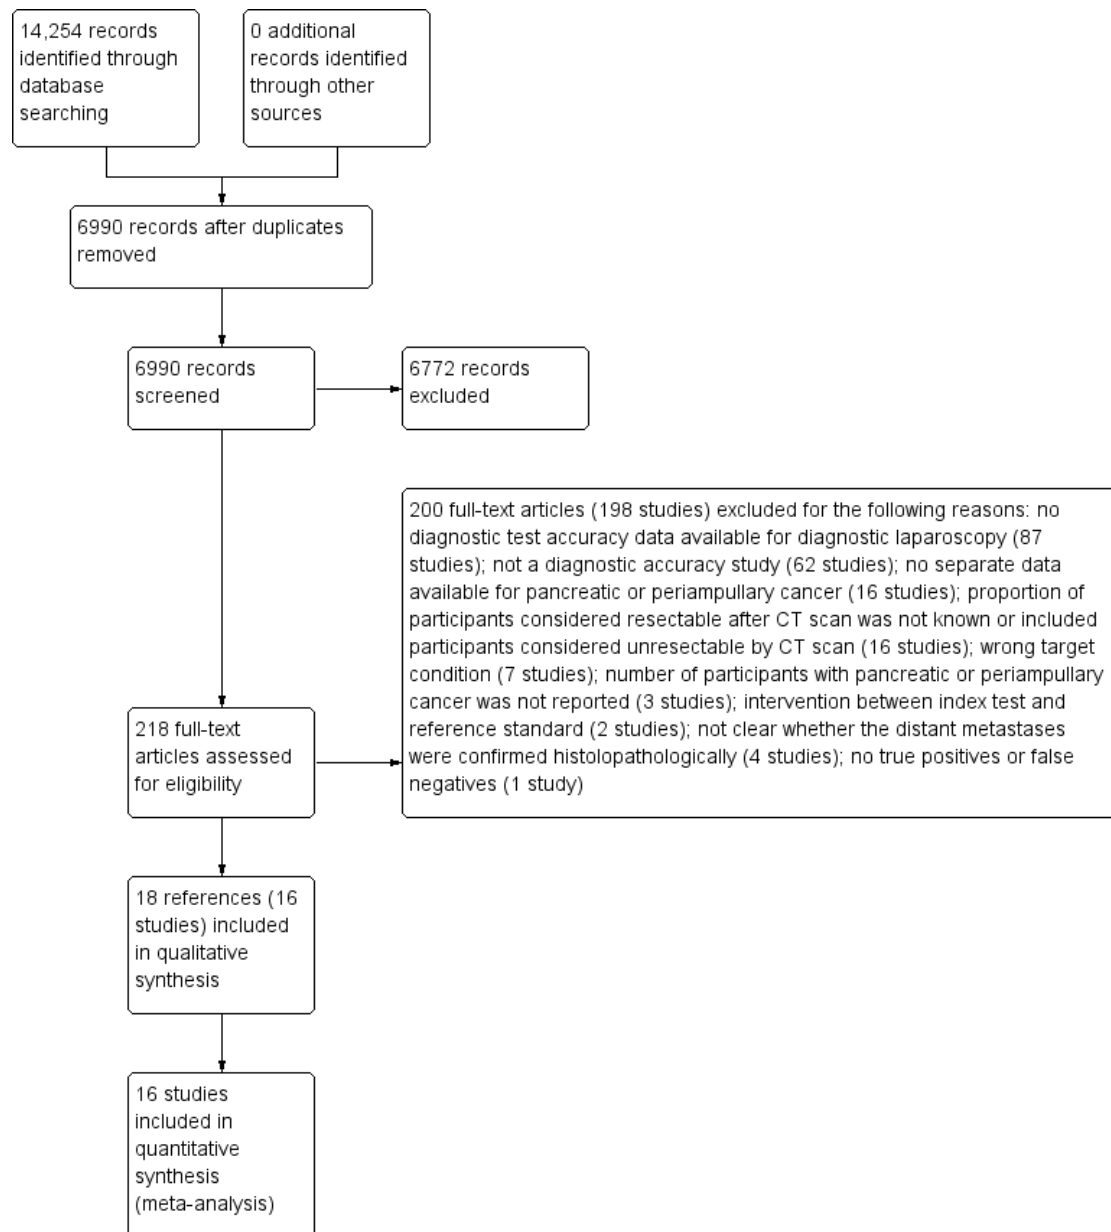 14,254 records
identified through
database
searching
0 additional
records identified
through other
sources
6990 records after duplicates
removed
6990 records
screened
6772 records
excluded
200 full-text articles (198 studies) excluded for the following reasons: no
diagnostic test accuracy data available for diagnostic laparoscopy (87
studies); not a diagnostic accuracy study (62 studies); no separate data
available for pancreatic or periampullary cancer (16 studies); proportion of
participants considered resectable after CT scan was not known or included
participants considered unresectable by CT scan (16 studies); wrong target
condition (7 studies); number of participants with pancreatic or periampullary
cancer was not reported (3 studies); intervention between index test and
reference standard (2 studies); not clear whether the distant metastases
were confirmed histolopathologically (4 studies); no true positives or false
negatives (1 study)
218 full-text
articles assessed
for eligibility
18 references (16
studies) included
in qualitative
synthesis
16 studies
included in
quantitative
synthesis
(meta-analysis)